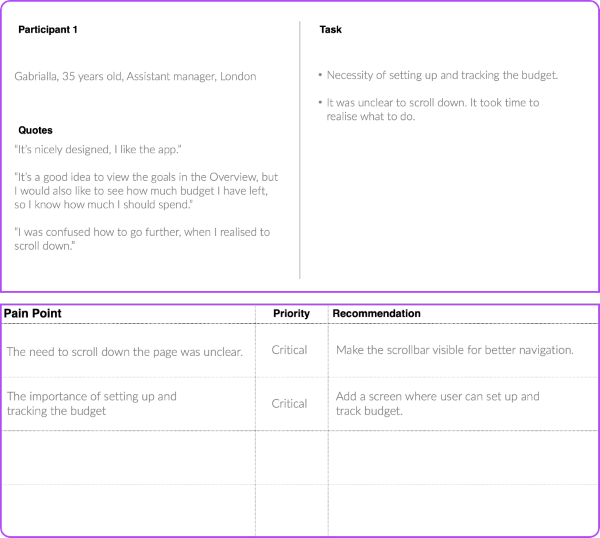 Participant 1
Gabrialla, 35 years old, Assistant manager, London
Quotes
“It’s nicely designed, I like the app.”
“It’s a good idea to view the goals in the Overview, but
I would also like to see how much budget I have left,
so I know how much I should spend.”
“I was confused how to go further, when I realised to
scroll down.”
Task
• Necessity of setting up and tracking the budget.
• It was unclear to scroll down. It took time to
realise what to do.
Pain Point Priority Recommendation
The need to scroll down the page was unclear. Critical Make the scrollbar visible for better navigation.
The importance of setting up and
tracking the budget
Critical
Add a screen where user can set up and
track budget.